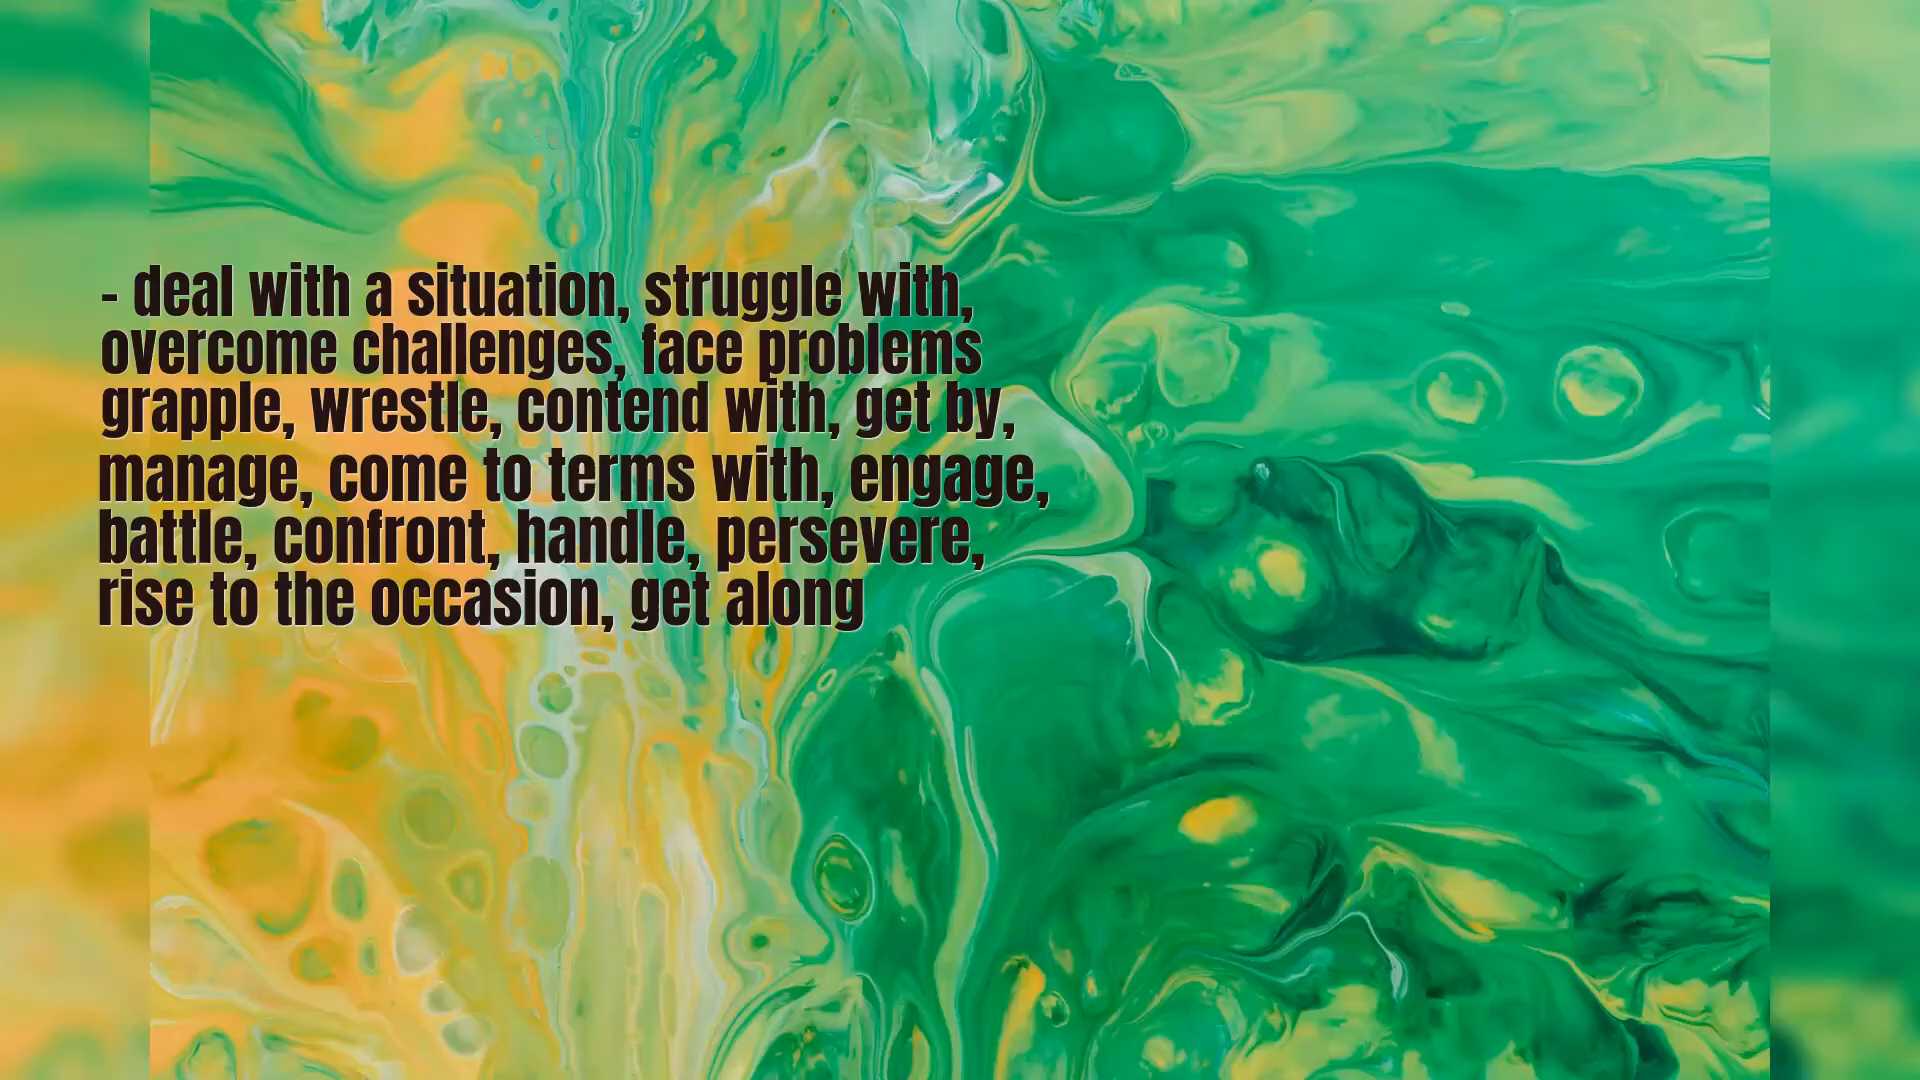 - deal with a situation, struggle with,
overcome challenges, face problems
grapple, wrestle, contend with, get by,
manage, come to terms with, engage,
battle, confront, handle, persevere,
rise to the occasion, get along